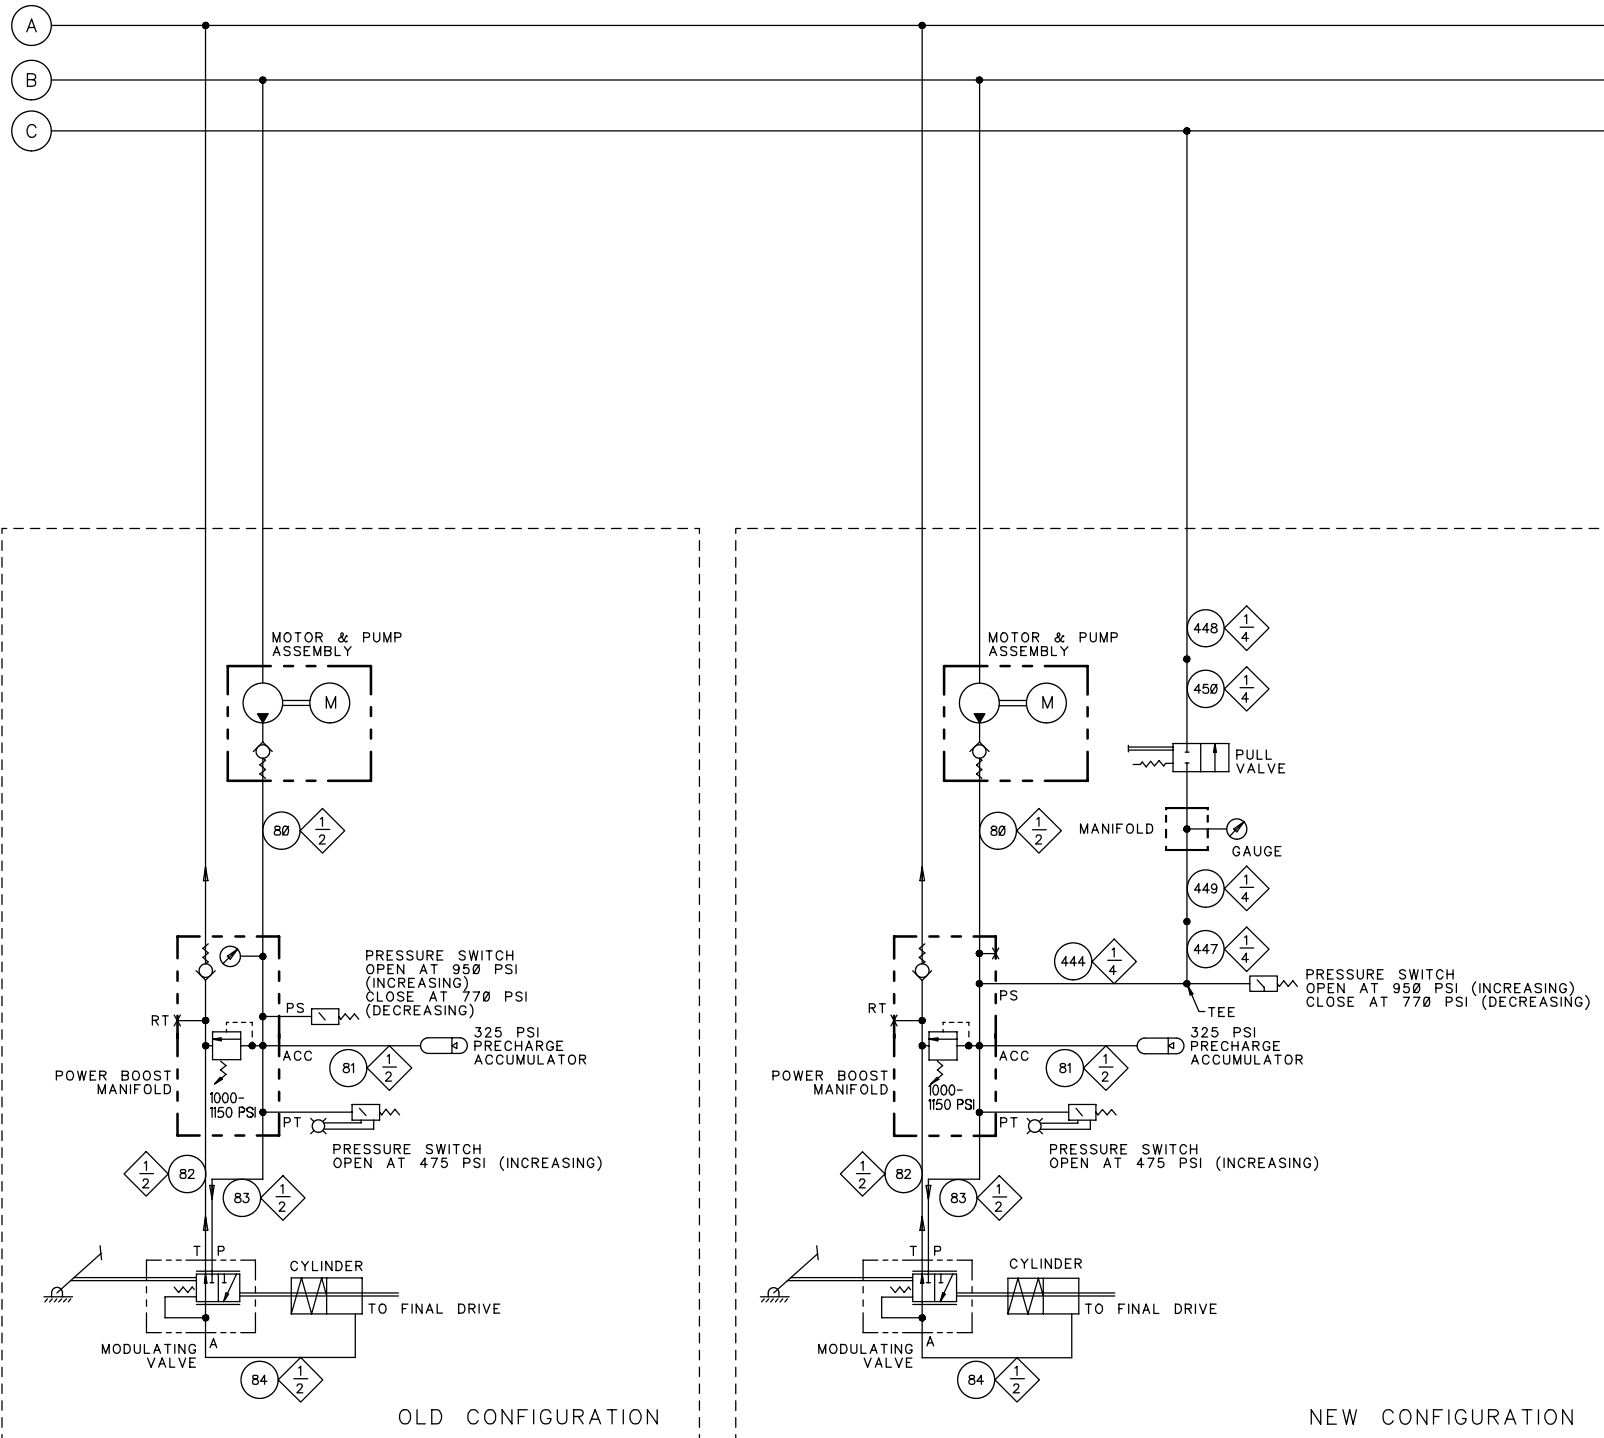 A
B
C
MOTOR & PUMP
ASSEMBLY
M
80
1
2
PRESSURE SWITCH
OPEN AT 950 PSI
(INCREASING)
CLOSE AT 770 PSI
(DECREASING)
PS
RT
325 PSI
PRECHARGE
ACCUMULATOR
ACC
81
1
2
POWER BOOST
MANIFOLD
1000-
1150 PSI
PT
PRESSURE SWITCH
OPEN AT 475 PSI (INCREASING)
1
2
82
83
1
2
T P
CYLINDER
TO FINAL DRIVE
A
MODULATING
VALVE
84
1
2
OLD CONFIGURATION
448
1
4
MOTOR & PUMP
ASSEMBLY
450
1
4
M
PULL
VALVE
80
1
2
MANIFOLD
GAUGE
449
1
4
447
1
4
444
1
4
PRESSURE SWITCH
OPEN AT 950 PSI (INCREASING)
CLOSE AT 770 PSI (DECREASING)
PS
TEE
RT
325 PSI
PRECHARGE
ACCUMULATOR
ACC
81
1
2
POWER BOOST
MANIFOLD
1000-
1150 PSI
PT
PRESSURE SWITCH
OPEN AT 475 PSI (INCREASING)
1
2
82
83
1
2
T P
CYLINDER
TO FINAL DRIVE
A
MODULATING
VALVE
84
1
2
NEW CONFIGURATION